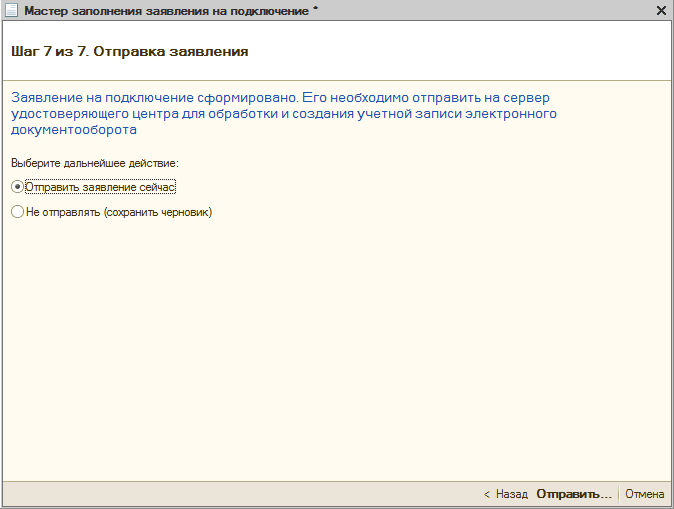 Мастер заполнения заявления на подключение *
Шаг 7 из 7. Отправка заявления
Заявление на подключение сформировано. Его необходимо отправить на сервер
удостоверяющего центра для обработки и создания учетной записи электронного
документооборота
Выберите дальнейшее действие:
Отправить заявление сейчас
Не отправлять (сохранить черновик)
< Назад Отправить... Отмена